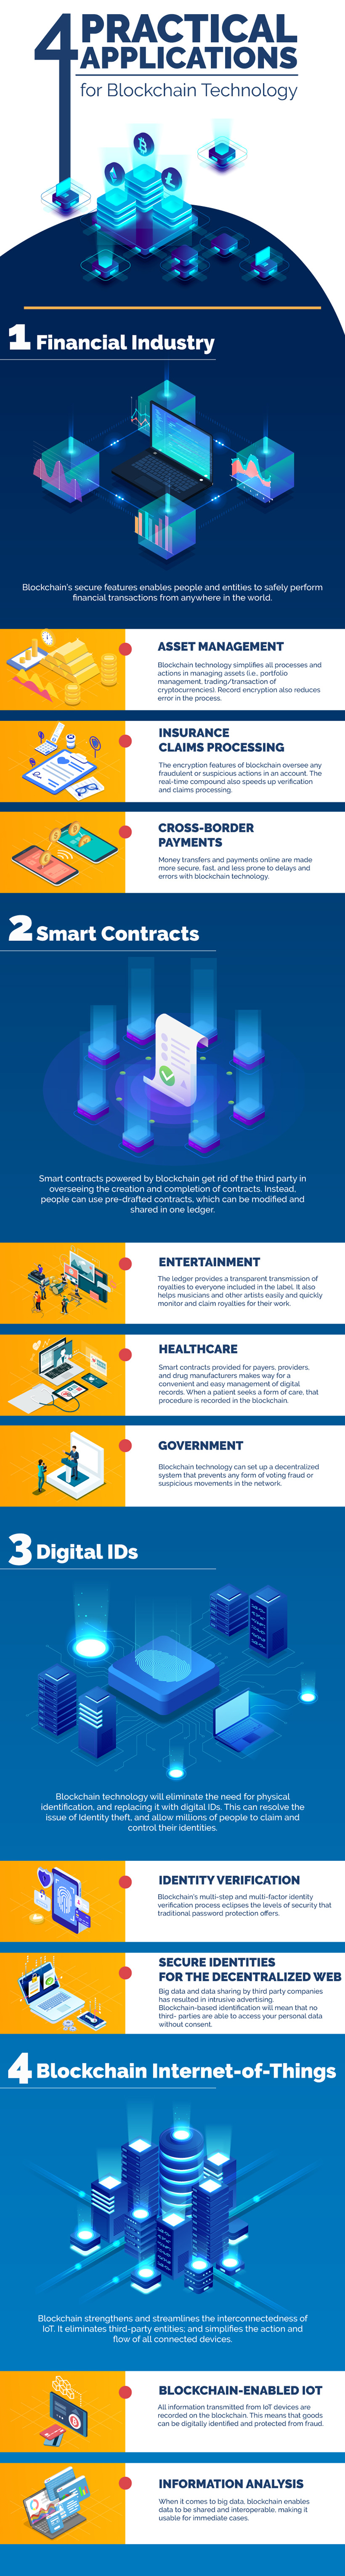 4 PRACTICAL
APPLICATIONS
for Blockchain Technology
1 Financial Industry
Blockchain's secure features enables people and entities to safely perform
financial transactions from anywhere in the world.
ASSET MANAGEMENT
Blockchain technology simplifies all processes and
actions in managing assets (i.e., portfolio
management, trading/transaction of
cryptocurrencies). Record encryption also reduces
error in the process.
INSURANCE
CLAIMS PROCESSING
The encryption features of blockchain oversee any
fraudulent or suspicious actions in an account. The
real-time compound also speeds up verification
and claims processing.
CROSS-BORDER
PAYMENTS
Money transfers and payments online are made
more secure, fast, and less prone to delays and
errors with blockchain technology.
2 Smart Contracts
Smart contracts powered by blockchain get rid of the third party in
overseeing the creation and completion of contracts. Instead,
people can use pre-drafted contracts, which can be modified and
shared in one ledger.
ENTERTAINMENT
The ledger provides a transparent transmission of
royalties to everyone included in the label. It also
helps musicians and other artists easily and quickly
monitor and claim royalties for their work.
HEALTHCARE
Smart contracts provided for payers, providers,
and drug manufacturers makes way for a
convenient and easy management of digital
records. When a patient seeks a form of care, that
procedure is recorded in the blockchain.
GOVERNMENT
Blockchain technology can set up a decentralized
system that prevents any form of voting fraud or
suspicious movements in the network.
3 Digital IDs
Blockchain technology will eliminate the need for physical
identification, and replacing it with digital IDs. This can resolve the
issue of Identity theft, and allow millions of people to claim and
control their identities.
IDENTITY VERIFICATION
Blockchain's multi-step and multi-factor identity
verification process eclipses the levels of security that
traditional password protection offers.
SECURE IDENTITIES
FOR THE DECENTRALIZED WEB
Big data and data sharing by third party companies
has resulted in intrusive advertising.
Blockchain-based identification will mean that no
third- parties are able to access your personal data
without consent.
4 Blockchain Internet-of-Things
Blockchain strengthens and streamlines the interconnectedness of
IoT. It eliminates third-party entities; and simplifies the action and
flow of all connected devices.
BLOCKCHAIN-ENABLED IOT
All information transmitted from IoT devices are
recorded on the blockchain. This means that goods
can be digitally identified and protected from fraud.
INFORMATION ANALYSIS
When it comes to big data, blockchain enables
data to be shared and interoperable, making it
usable for immediate cases.